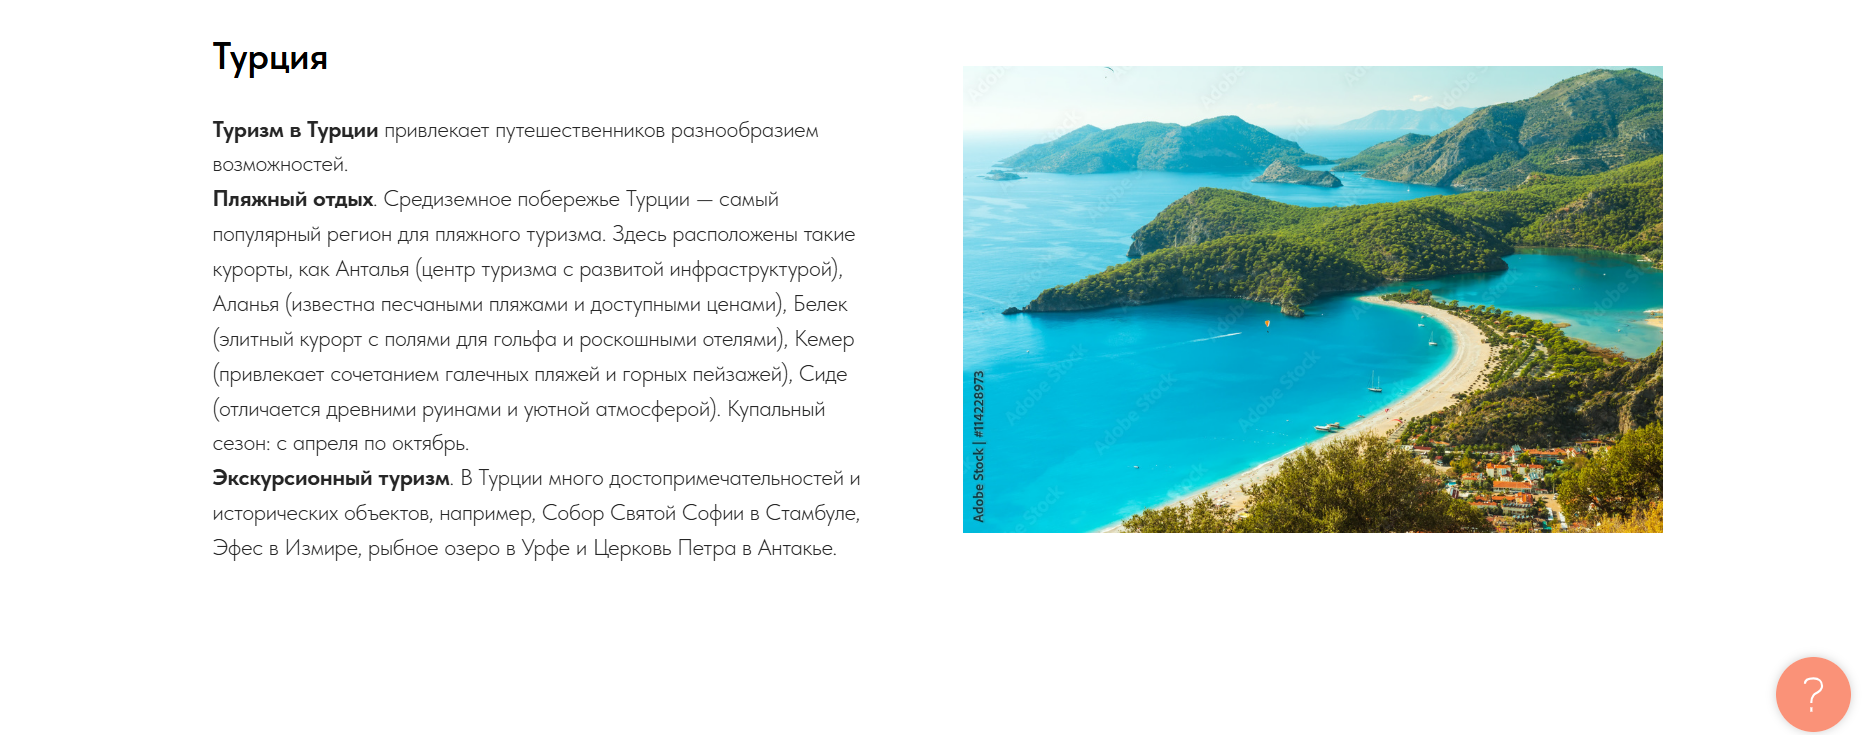 Турция
Туризм в Турции привлекает путешественников разнообразием
возможностей.
Пляжный отдых. Средиземное побережье Турции — самый
популярный регион для пляжного туризма. Здесь расположены такие
курорты, как Анталья (центр туризма с развитой инфраструктурой),
Аланья (известна песчаными пляжами и доступными ценами), Белек
(элитный курорт с полями для гольфа и роскошными отелями), Кемер
(привлекает сочетанием галечных пляжей и горных пейзажей), Сиде
(отличается древними руинами и уютной атмосферой). Купальный
сезон: с апреля по октябрь.
Экскурсионный туризм. В Турции много достопримечательностей и
исторических объектов, например, Собор Святой Софии в Стамбуле,
Эфес в Измире, рыбное озеро в Урфе и Церковь Петра в Антакье.
Adobe Stock | #114228973
?